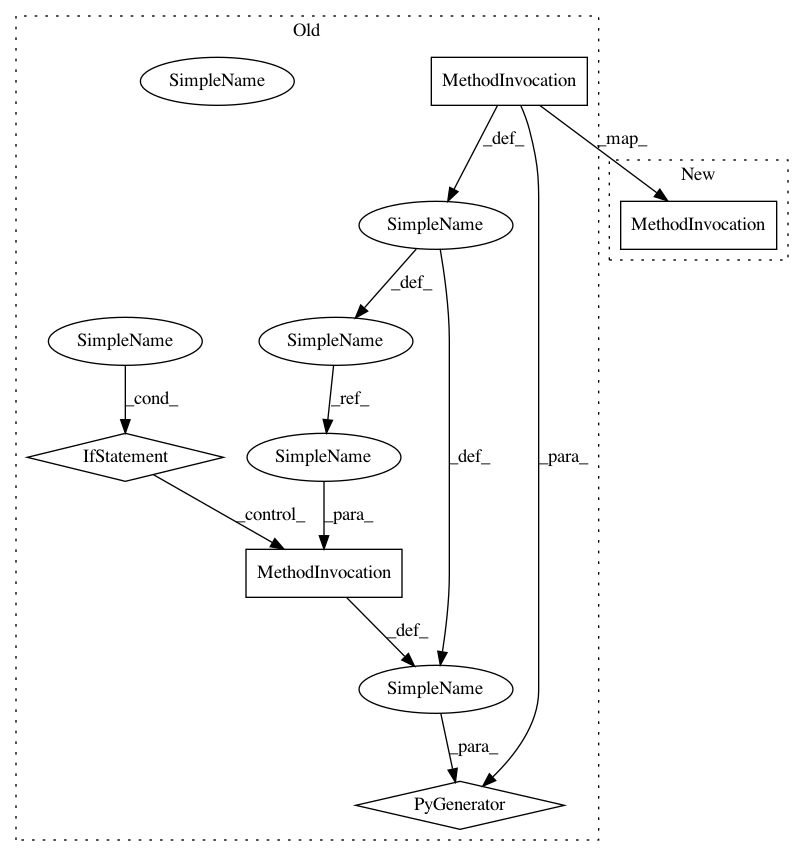 Old
SimpleName
MethodInvocation
_def_
_map_
New
SimpleName
MethodInvocation
_def_
SimpleName
SimpleName
_cond_
_ref_
IfStatement
SimpleName
_def_
_para_
_control_
_para_
MethodInvocation
_def_
SimpleName
_para_
PyGenerator